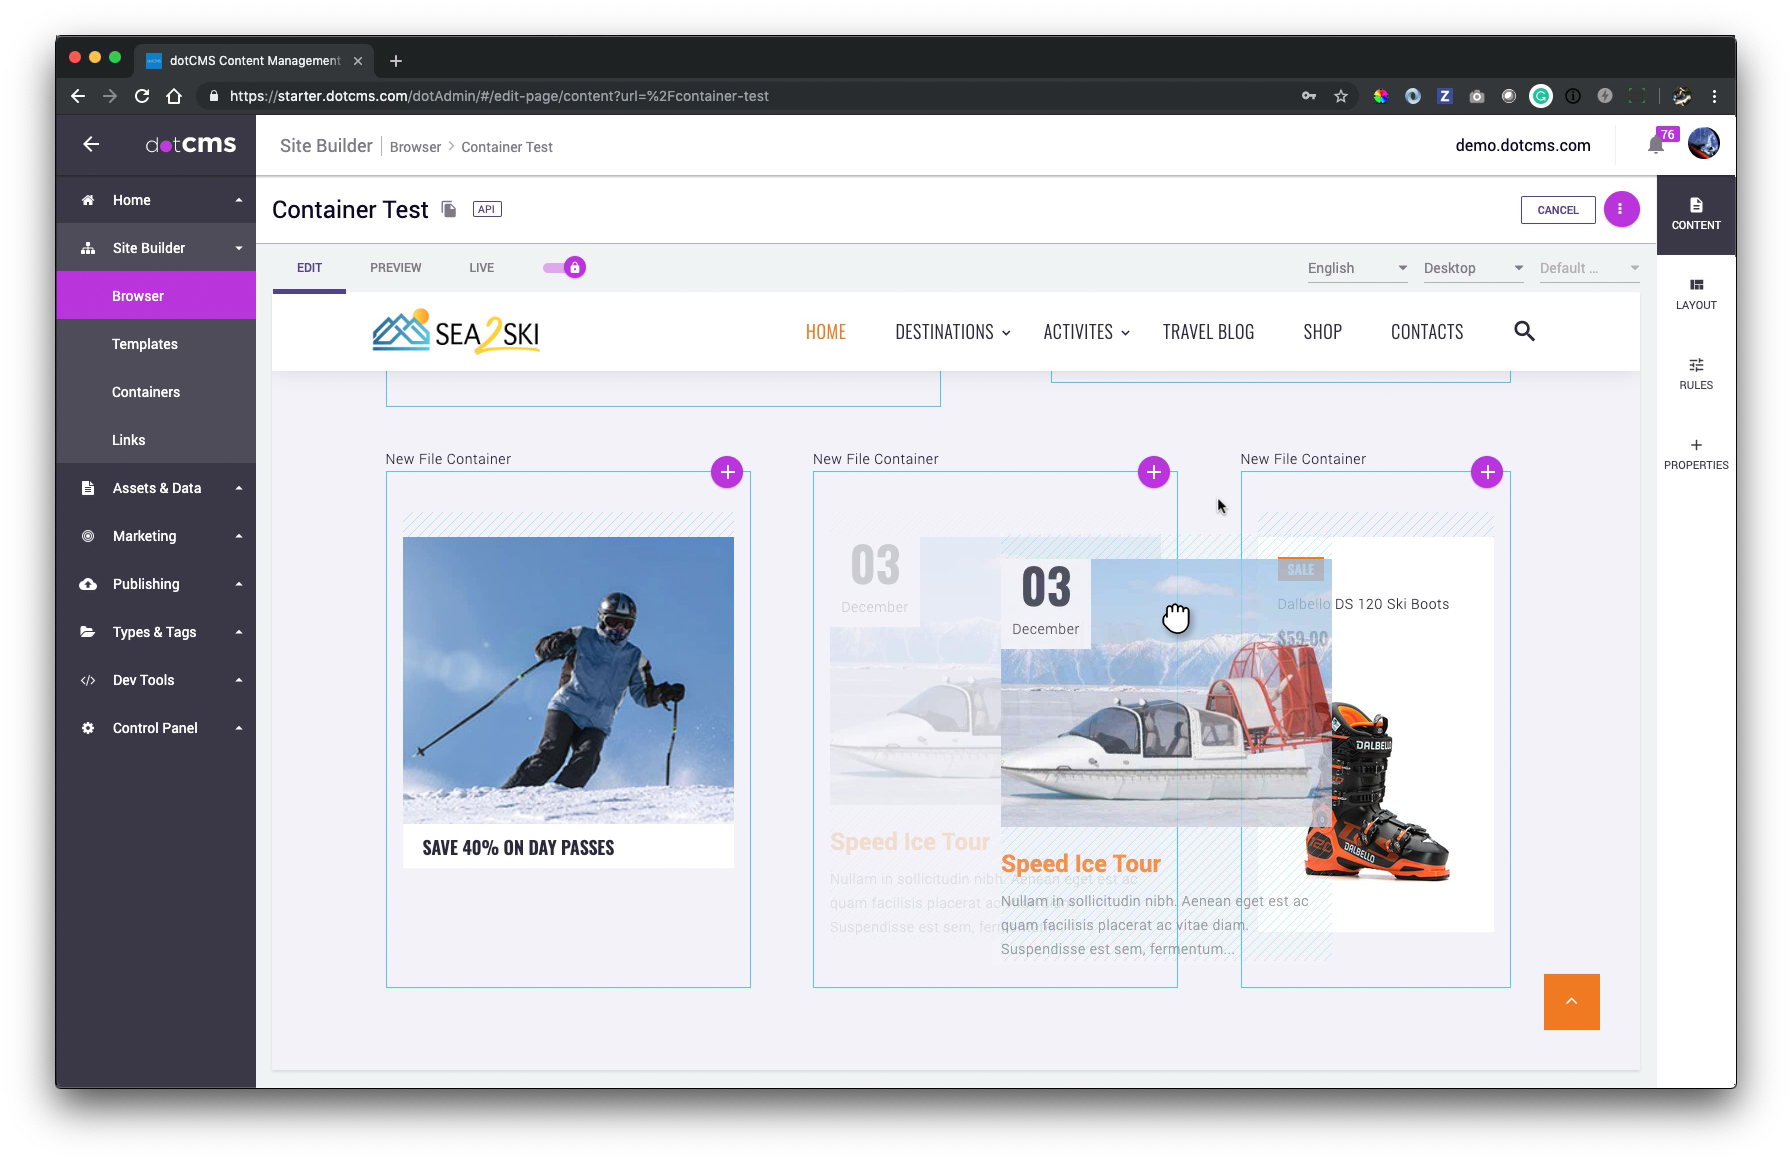 dotCMS Content Management
https://starter.dotcms.com/dotAdmin/#/edit-page/content?url=%2Fcontainer-test
Z
dotcms
Site Builder
Browser > Container Test
demo.dotcms.com
76
Home
Site Builder
Browser
Templates
Containers
Links
Assets & Data
Marketing
Publishing
Types & Tags
Dev Tools
Control Panel
Container Test
API
CANCEL
CONTENT
LAYOUT
RULES
PROPERTIES
EDIT
PREVIEW
LIVE
English
Desktop
Default ...
SEA2SKI
HOME
DESTINATIONS
ACTIVITES
TRAVEL BLOG
SHOP
CONTACTS
New File Container
New File Container
New File Container
SAVE 40% ON DAY PASSES
03
December
Speed Ice Tour
Nullam in sollicitudin nibh. Aenean eget est ac
quam facilisis placerat ac
Suspendisse est sem,
03
December
Speed Ice Tour
Nullam in sollicitudin nibh. Aenean eget est ac
quam facilisis placerat ac vitae diam.
Suspendisse est sem, fermentum...
SALE
Dalbello DS 120 Ski Boots
$59.00
DALBELLO
120
DALBELLO